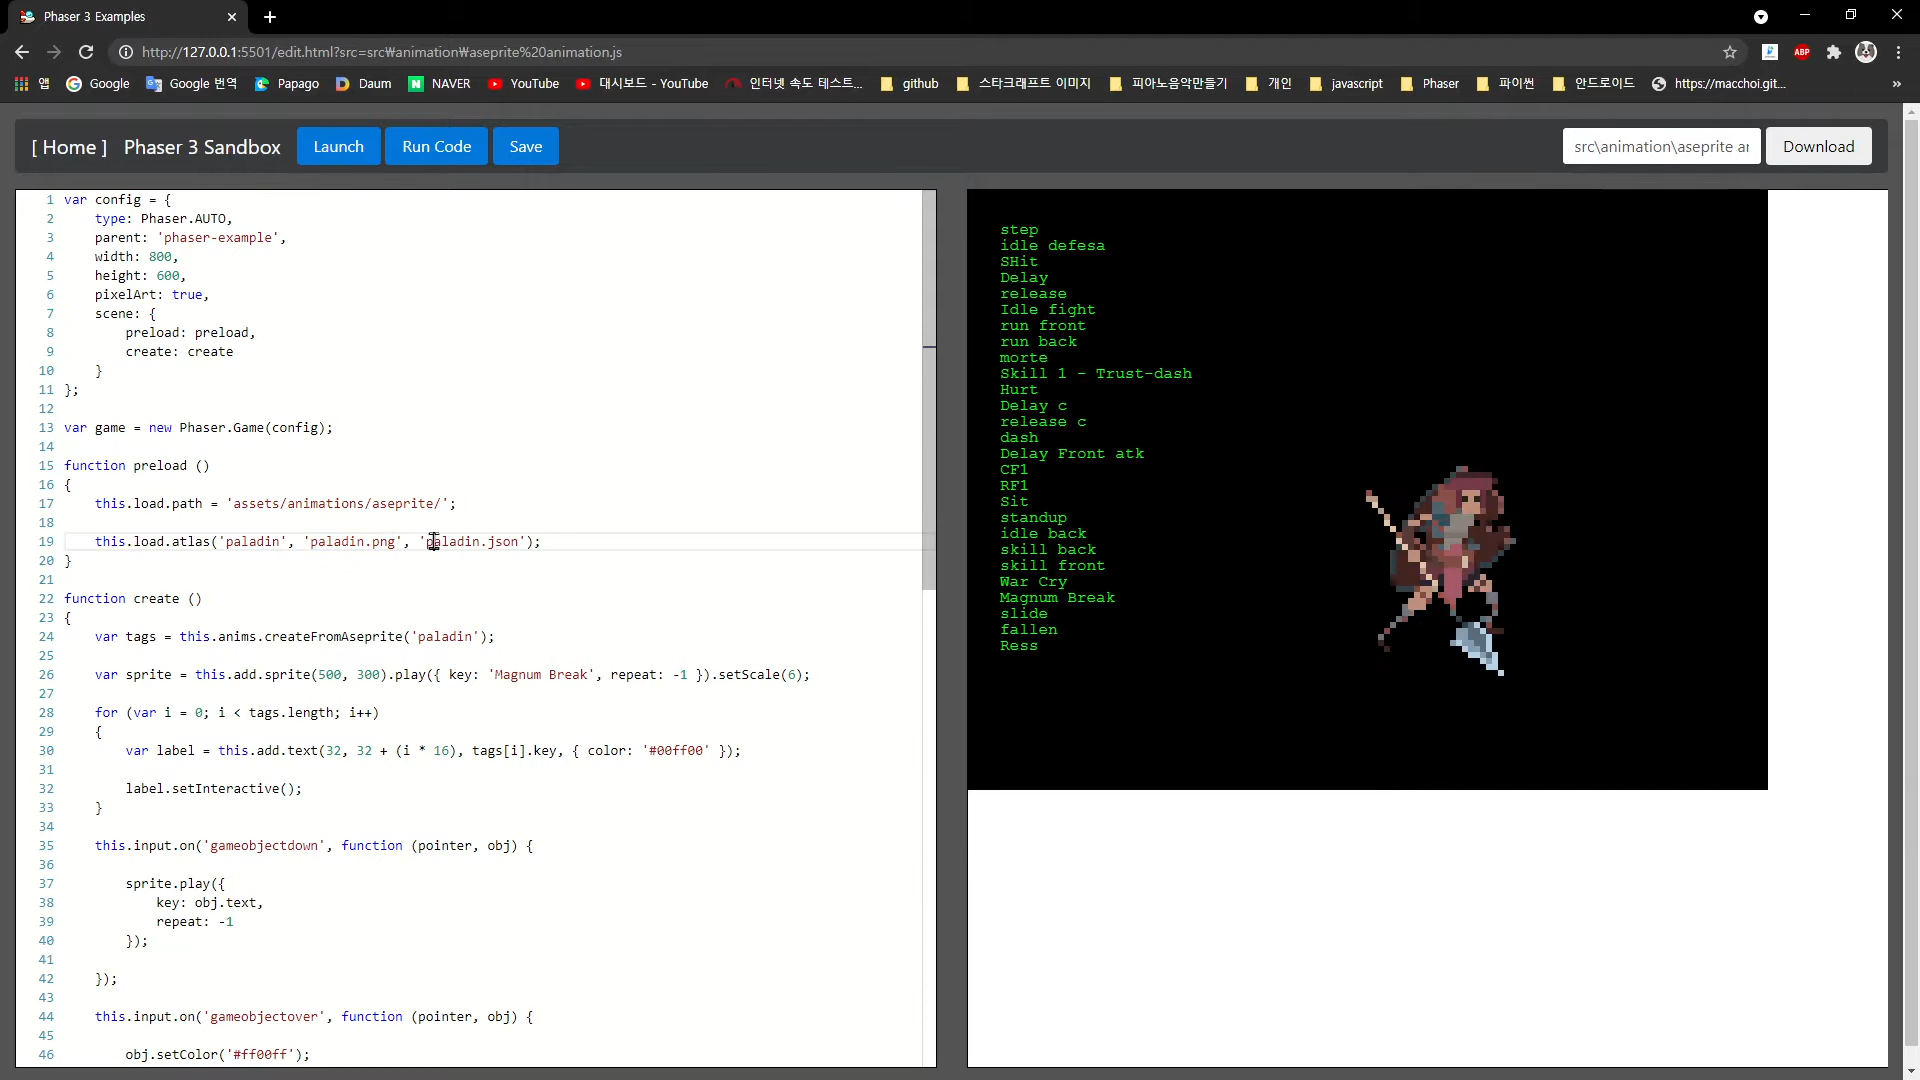 Phaser 3 Examples
http://127.0.0.1:5501/edit.html?src=src₩animation₩aseprite%20animation.js
ABP
앱 Google Google 번역 Papago Daum NAVER YouTube 대시보드 - YouTube 인터넷 속도 테스트... github 스타크래프트 이미지 피아노음악만들기 개인 javascript Phaser 파이썬 안드로이드 https://macchoi.git... »
[ Home ] Phaser 3 Sandbox Launch Run Code Save src\animation\aseprite ar Download
1 var config = {
2 type: Phaser.AUTO,
3 parent: 'phaser-example',
4 width: 800,
5 height: 600,
6 pixelArt: true,
7 scene: {
8 preload: preload,
9 create: create
10 }
11 };
12
13 var game = new Phaser.Game(config);
14
15 function preload ()
16 {
17 this.load.path = 'assets/animations/aseprite/';
18
19 this.load.atlas('paladin', 'paladin.png', 'paladin.json');
20 }
21
22 function create ()
23 {
24 var tags = this.anims.createFromAseprite('paladin');
25
26 var sprite = this.add.sprite(500, 300).play({ key: 'Magnum Break', repeat: -1 }).setScale(6);
27
28 for (var i = 0; i < tags.length; i++)
29 {
30 var label = this.add.text(32, 32 + (i * 16), tags[i].key, { color: '#00ff00' });
31
32 label.setInteractive();
33 }
34
35 this.input.on('gameobjectdown', function (pointer, obj) {
36
37 sprite.play({
38 key: obj.text,
39 repeat: -1
40 });
41
42 });
43
44 this.input.on('gameobjectover', function (pointer, obj) {
45
46 obj.setColor('#ff00ff');
step
idle defesa
SHit
Delay
release
Idle fight
run front
run back
morte
Skill 1 - Trust-dash
Hurt
Delay c
release c
dash
Delay Front atk
CF1
RF1
Sit
standup
idle back
skill back
skill front
War Cry
Magnum Break
slide
fallen
Ress